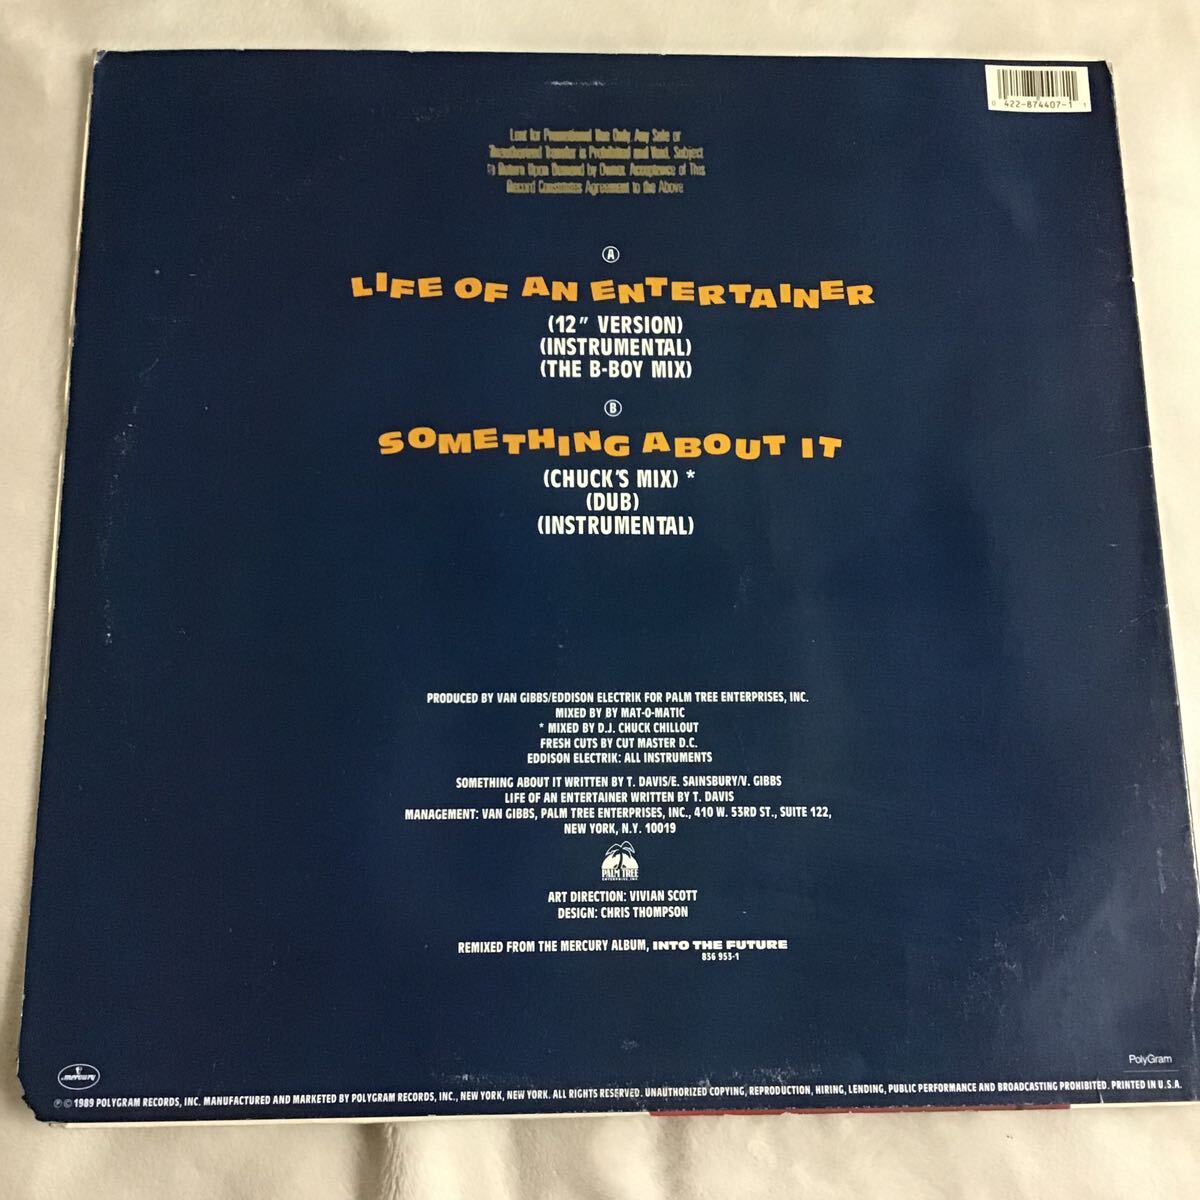 0 422-874407-1 1
Lent for Promotional Use Only Any Sale or
Unauthorized Transfer is Prohibited and Void. Subject
to Return Upon Demand by Owner. Acceptance of This
Record Constitutes Agreement to the Above
A
LIFE OF AN ENTERTAINER
(12" VERSION)
(INSTRUMENTAL)
(THE B-BOY MIX)
B
SOMETHING ABOUT IT
(CHUCK'S MIX) *
(DUB)
(INSTRUMENTAL)
PRODUCED BY VAN GIBBS/EDDISON ELECTRIK FOR PALM TREE ENTERPRISES, INC.
MIXED BY BY MAT-O-MATIC
* MIXED BY D.J. CHUCK CHILLOUT
FRESH CUTS BY CUT MASTER D.C.
EDDISON ELECTRIK: ALL INSTRUMENTS
SOMETHING ABOUT IT WRITTEN BY T. DAVIS/E. SAINSBURY/V. GIBBS
LIFE OF AN ENTERTAINER WRITTEN BY T. DAVIS
MANAGEMENT: VAN GIBBS, PALM TREE ENTERPRISES, INC., 410 W. 53RD ST., SUITE 122,
NEW YORK, N.Y. 10019
PALM TREE
ENTERPRISES, INC.
ART DIRECTION: VIVIAN SCOTT
DESIGN: CHRIS THOMPSON
REMIXED FROM THE MERCURY ALBUM, INTO THE FUTURE
836 953-1
PolyGram
mercury
℗ © 1989 POLYGRAM RECORDS, INC. MANUFACTURED AND MARKETED BY POLYGRAM RECORDS, INC., NEW YORK, NEW YORK. ALL RIGHTS RESERVED. UNAUTHORIZED COPYING, REPRODUCTION, HIRING, LENDING, PUBLIC PERFORMANCE AND BROADCASTING PROHIBITED. PRINTED IN U.S.A.